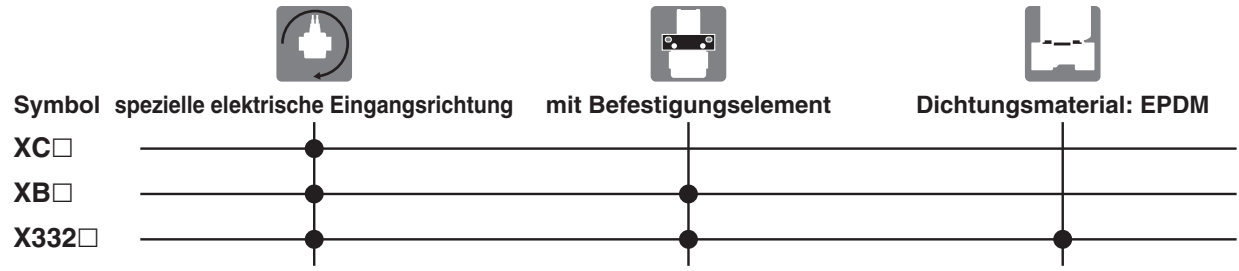 Symbol spezielle elektrische Eingangsrichtung mit Befestigungselement Dichtungsmaterial: EPDM
XC□
XB□
X332□